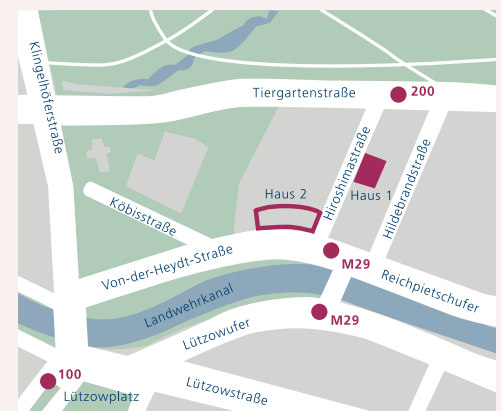 Klingelhöferstraße
Tiergartenstraße
200
Hiroshimastraße
Haus 1
Hildebrandstraße
Haus 2
Köbisstraße
Von-der-Heydt-Straße
M29
Reichpietschufer
Landwehrkanal
M29
Lützowufer
100
Lützowplatz
Lützowstraße